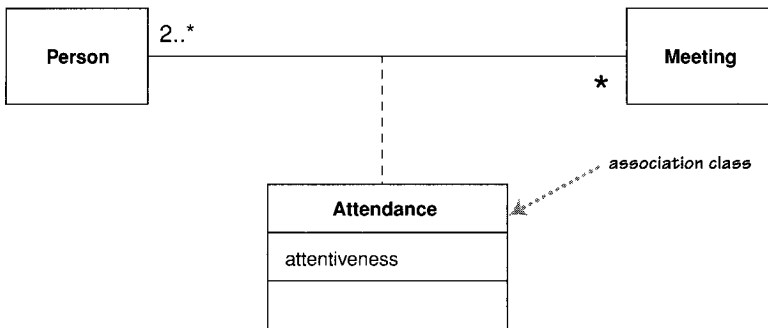 2..*
Person
Meeting
*
association class
Attendance
attentiveness